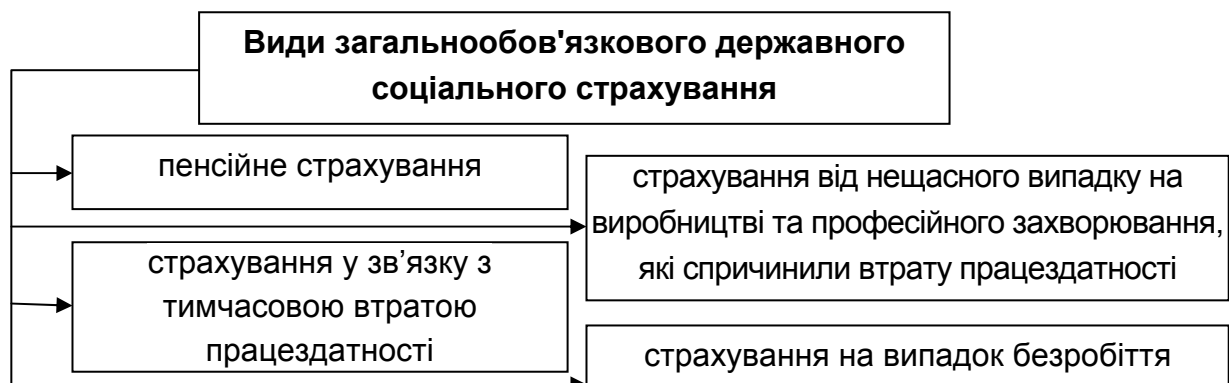 Види загальнообов'язкового державного
соціального страхування
пенсійне страхування
страхування від нещасного випадку на
виробництві та професійного захворювання,
які спричинили втрату працездатності
страхування у зв’язку з
тимчасовою втратою
працездатності
страхування на випадок безробіття